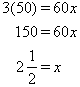 3(50) = 60x
150 = 60x
2 1/2 = x